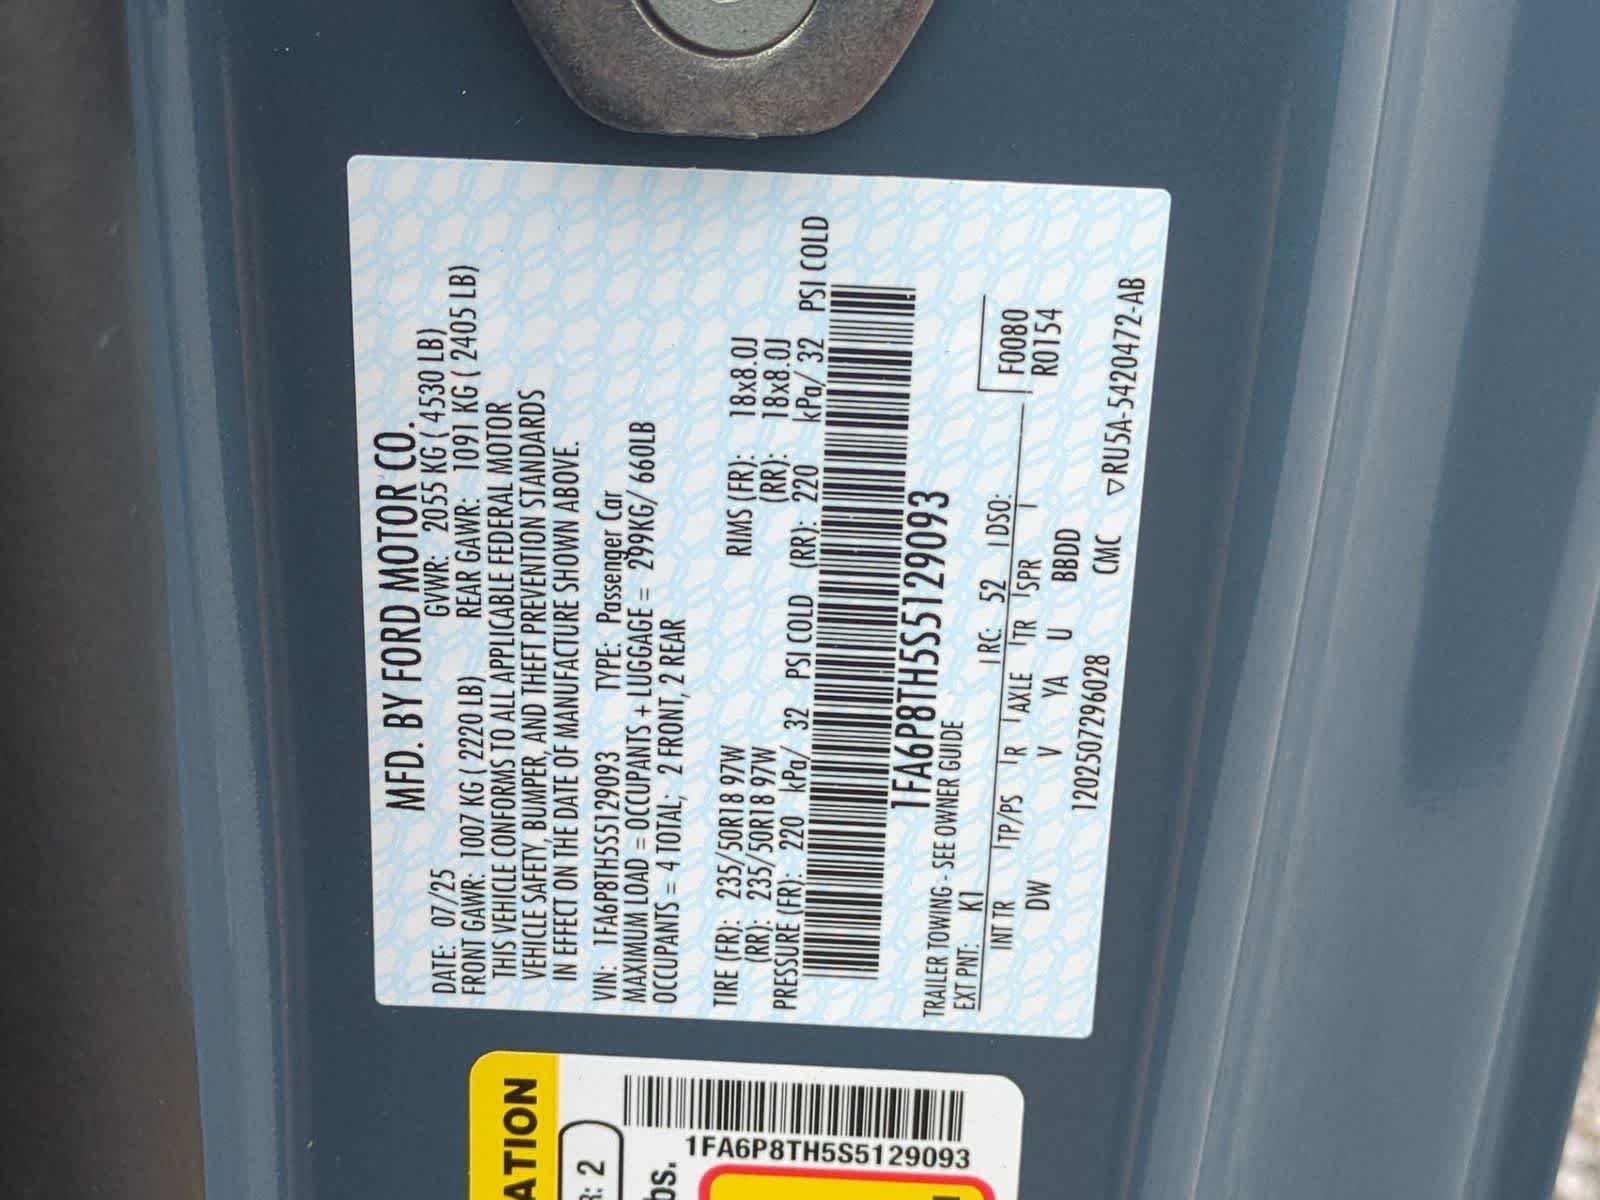 MFD. BY FORD MOTOR CO.
DATE: 07/25 GVWR: 2055 KG ( 4530 LB)
FRONT GAWR: 1007 KG ( 2220 LB) REAR GAWR: 1091 KG ( 2405 LB)
THIS VEHICLE CONFORMS TO ALL APPLICABLE FEDERAL MOTOR
VEHICLE SAFETY, BUMPER, AND THEFT PREVENTION STANDARDS
IN EFFECT ON THE DATE OF MANUFACTURE SHOWN ABOVE.
VIN: 1FA6P8TH5S5129093 TYPE: Passenger Car
MAXIMUM LOAD = OCCUPANTS + LUGGAGE = 299KG/ 660LB
OCCUPANTS = 4 TOTAL; 2 FRONT, 2 REAR
TIRE (FR): 235/50R18 97W RIMS (FR): 18x8.0J
(RR): 235/50R18 97W (RR): 18x8.0J
PRESSURE (FR): 220 kPa/ 32 PSI COLD (RR): 220 kPa/ 32 PSI COLD
1FA6P8TH5S5129093
TRAILER TOWING - SEE OWNER GUIDE
EXT PNT: K1 RC: 52 DSO: F0080
INT TR TP/PS R AXLE TR SPR R0154
DW V YA U BBDD
1202507296028 CMC ▽RU5A-5420472-AB
ATION
R: 2
bs.
1FA6P8TH5S5129093